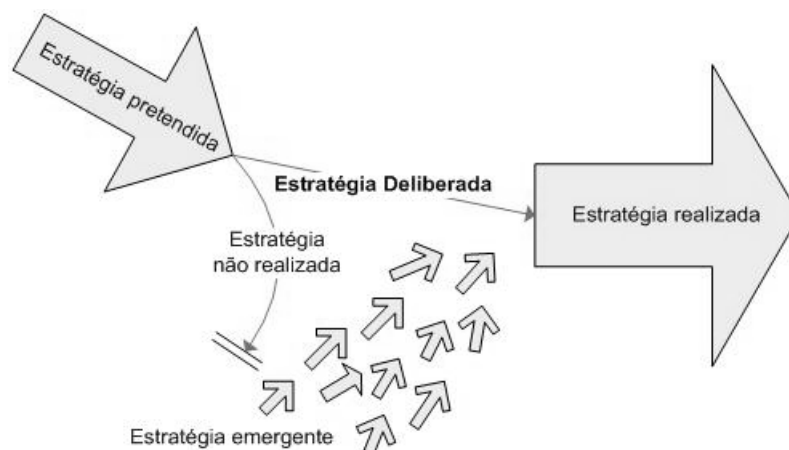 Estratégia pretendida
Estratégia Deliberada
Estratégia realizada
Estratégia
não realizada
Estratégia emergente